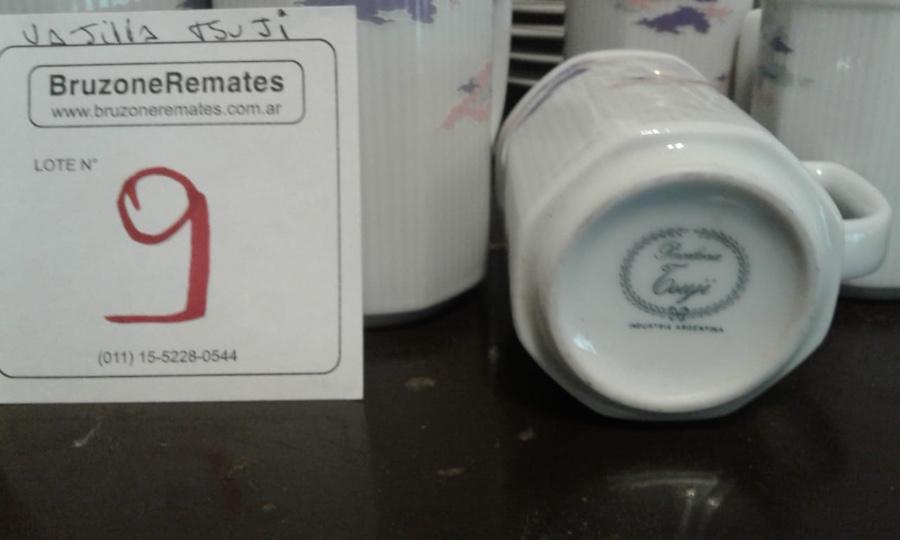 VAJilla TSUJi
BruzoneRemates
www.bruzoneremates.com.ar
LOTE N°
9
(011) 15-5228-0544
Porcelana
Tsuji
INDUSTRIA ARGENTINA